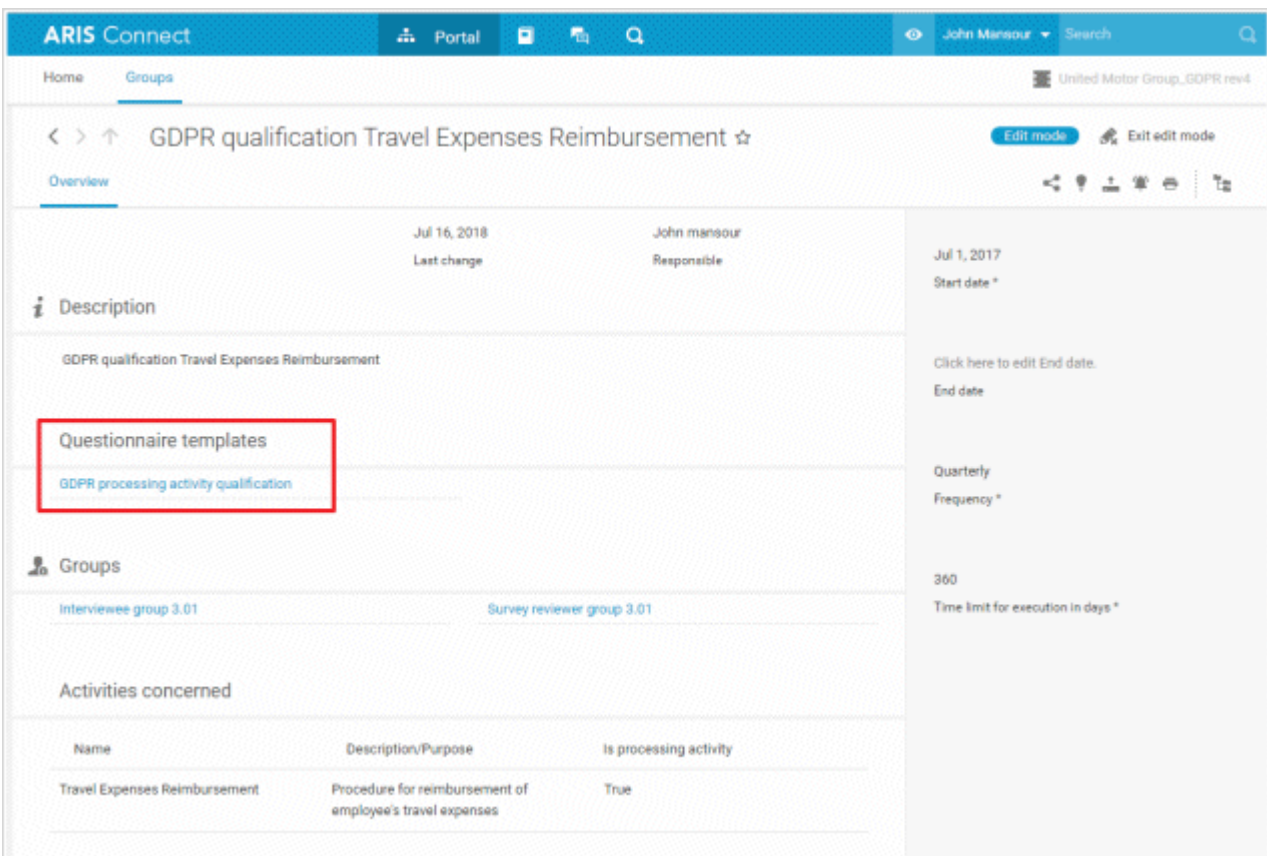 ARIS Connect
Portal
John Mansour
Search
Home
Groups
United Motor Group_GDPR rev4
GDPR qualification Travel Expenses Reimbursement
Edit mode
Exit edit mode
Overview
Jul 16, 2018
John mansour
Last change
Responsible
Jul 1, 2017
Start date *
Description
GDPR qualification Travel Expenses Reimbursement
Click here to edit End date.
End date
Questionnaire templates
GDPR processing activity qualification
Quarterly
Frequency *
Groups
Interviewee group 3.01
Survey reviewer group 3.01
360
Time limit for execution in days *
Activities concerned
Name
Description/Purpose
Is processing activity
Travel Expenses Reimbursement
Procedure for reimbursement of
employee's travel expenses
True